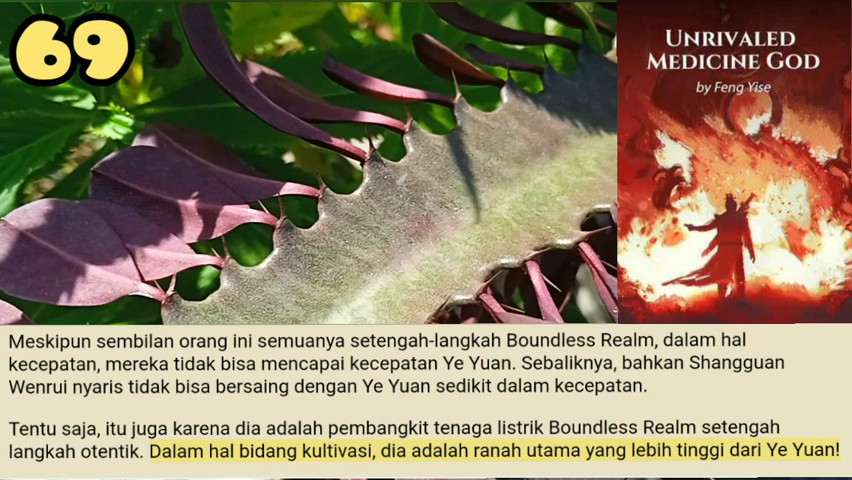 69
UNRIVALED
MEDICINE GOD
by Feng Yise
Meskipun sembilan orang ini semuanya setengah-langkah Boundless Realm, dalam hal
kecepatan, mereka tidak bisa mencapai kecepatan Ye Yuan. Sebaliknya, bahkan Shangguan
Wenrui nyaris tidak bisa bersaing dengan Ye Yuan sedikit dalam kecepatan.
Tentu saja, itu juga karena dia adalah pembangkit tenaga listrik Boundless Realm setengah
langkah otentik. Dalam hal bidang kultivasi, dia adalah ranah utama yang lebih tinggi dari Ye Yuan!